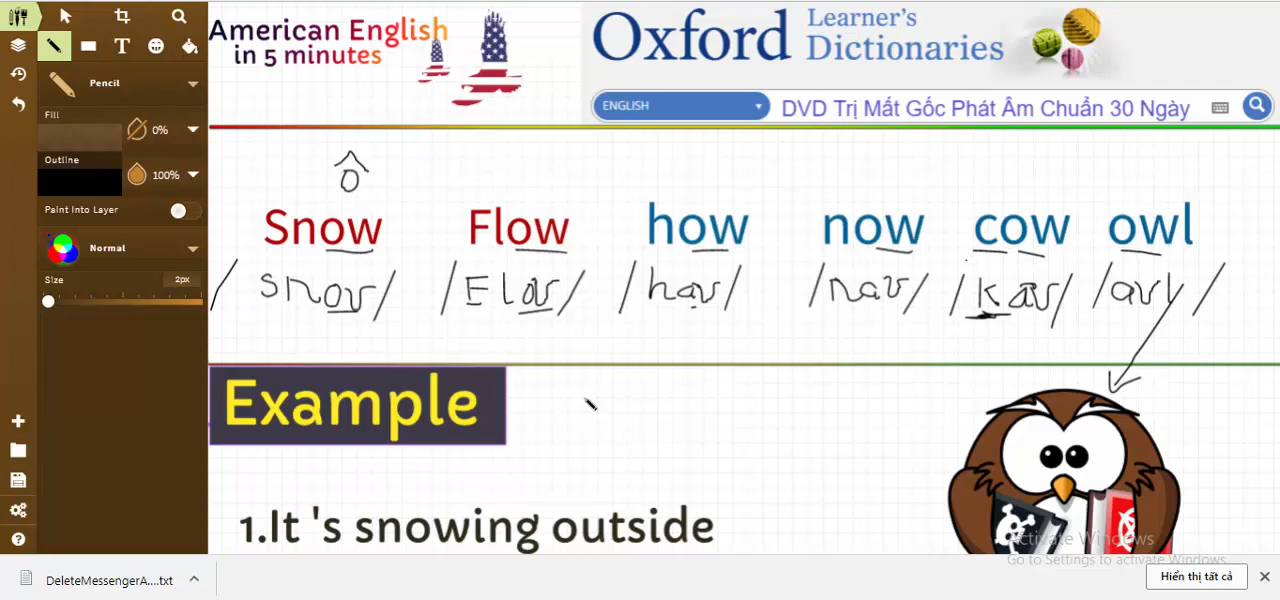 American English
in 5 minutes
Oxford Learner's Dictionaries
ENGLISH
DVD Trị Mất Gốc Phát Âm Chuẩn 30 Ngày
Pencil
Fill
0%
Outline
100%
Paint Into Layer
Normal
Size
2px
Snow Flow how now cow owl
Example
1.It 's snowing outside
Activate Windows
Go to Settings to activate Windows.
DeleteMessengerA....txt
Hiển thị tất cả